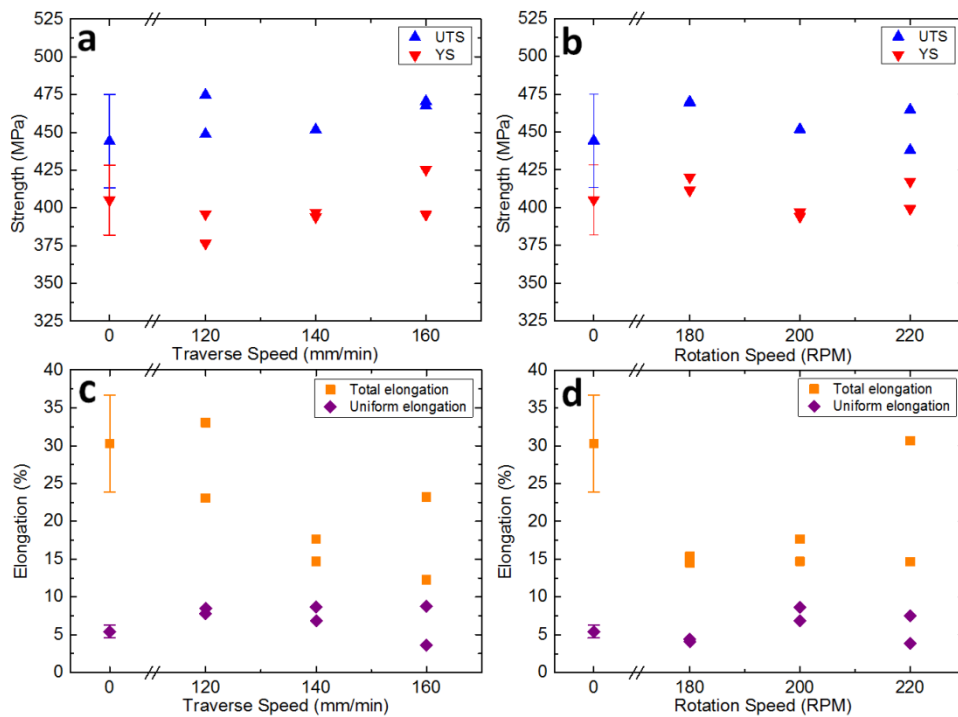 a
UTS
YS
Strength (MPa)
525
500
475
450
425
400
375
350
325
0
120
140
160
Traverse Speed (mm/min)
b
UTS
YS
Strength (MPa)
525
500
475
450
425
400
375
350
325
0
180
200
220
Rotation Speed (RPM)
c
Total elongation
Uniform elongation
Elongation (%)
40
35
30
25
20
15
10
5
0
0
120
140
160
Traverse Speed (mm/min)
d
Total elongation
Uniform elongation
Elongation (%)
40
35
30
25
20
15
10
5
0
0
180
200
220
Rotation Speed (RPM)